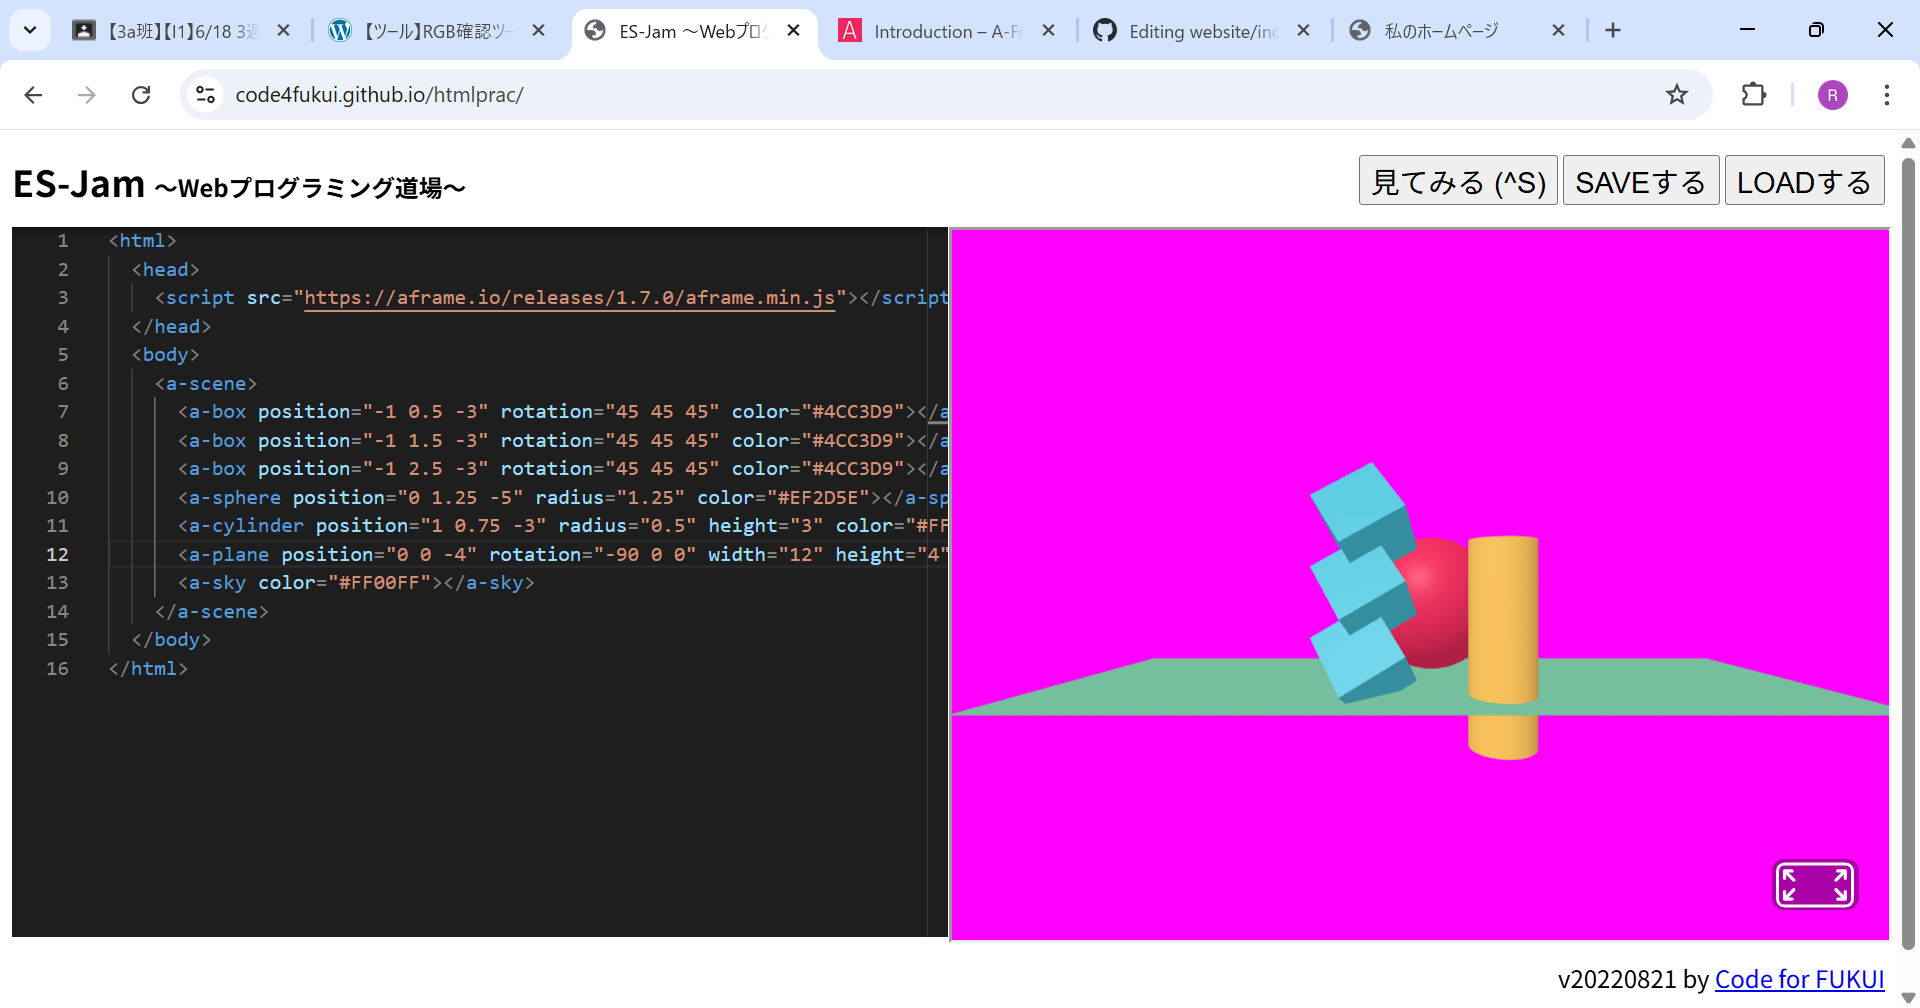 【3a班】【I1】6/18 3週
【ツール】RGB確認ツー
ES-Jam ～Webプログ
Introduction – A-Fr
Editing website/ind
私のホームページ
code4fukui.github.io/htmlprac/
R
ES-Jam ～Webプログラミング道場～
見てみる (^S)
SAVEする
LOADする
1 <html>
2 <head>
3 <script src="https://aframe.io/releases/1.7.0/aframe.min.js"></script
4 </head>
5 <body>
6 <a-scene>
7 <a-box position="-1 0.5 -3" rotation="45 45 45" color="#4CC3D9"></a
8 <a-box position="-1 1.5 -3" rotation="45 45 45" color="#4CC3D9"></a
9 <a-box position="-1 2.5 -3" rotation="45 45 45" color="#4CC3D9"></a
10 <a-sphere position="0 1.25 -5" radius="1.25" color="#EF2D5E"></a-sp
11 <a-cylinder position="1 0.75 -3" radius="0.5" height="3" color="#FF
12 <a-plane position="0 0 -4" rotation="-90 0 0" width="12" height="4"
13 <a-sky color="#FF00FF"></a-sky>
14 </a-scene>
15 </body>
16 </html>
v20220821 by Code for FUKUI